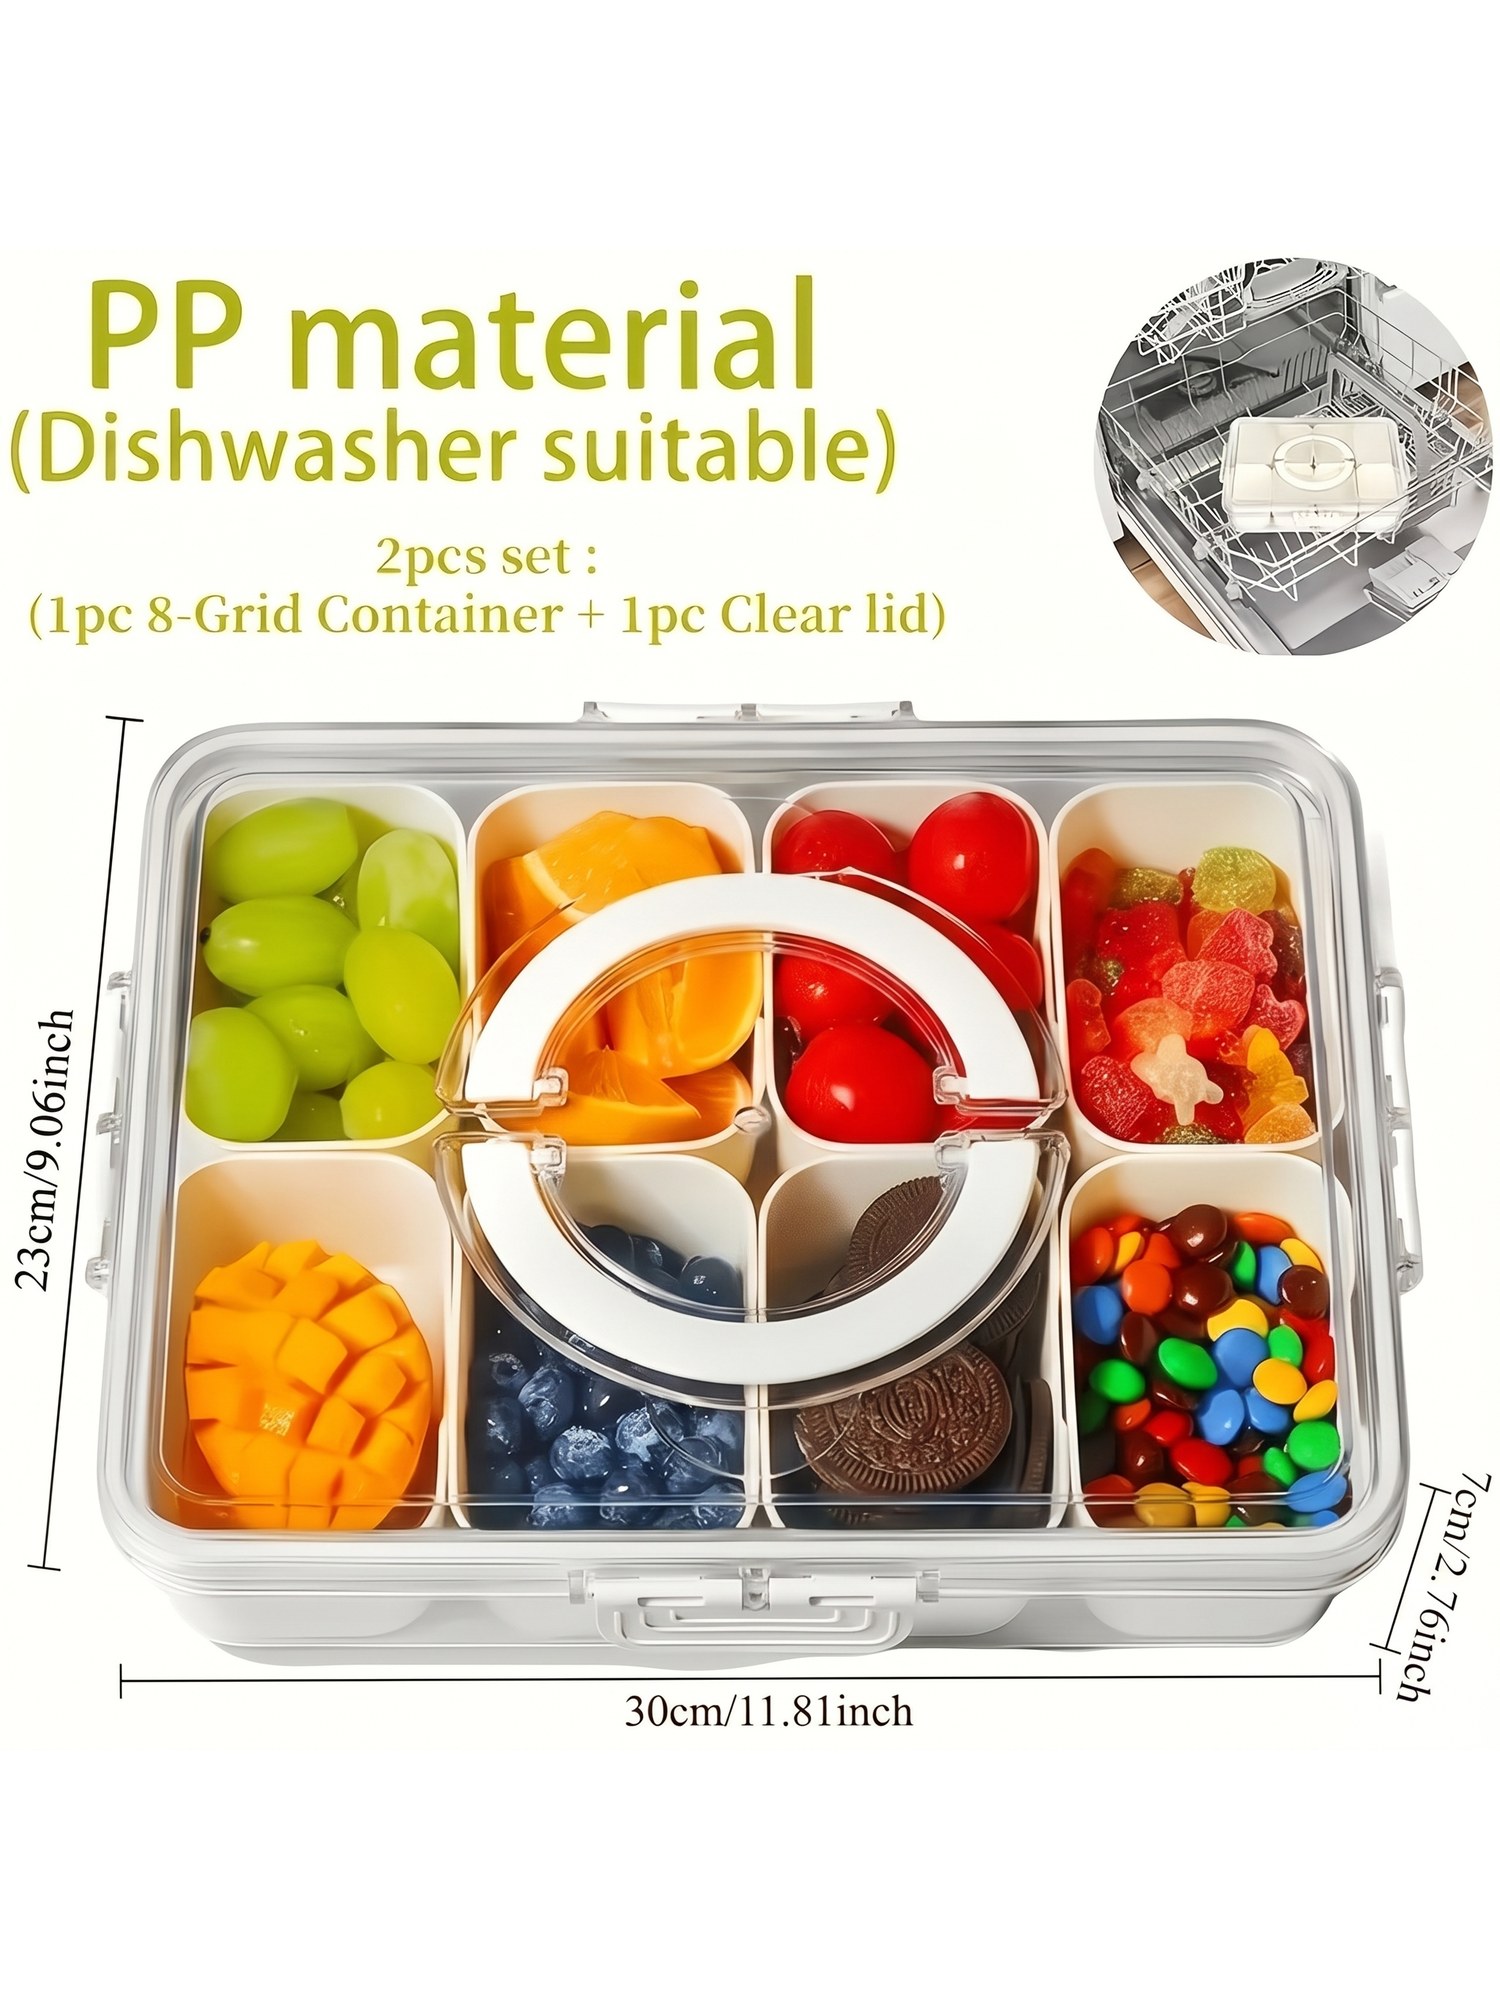 PP material
(Dishwasher suitable)
2pcs set :
(1pc 8-Grid Container + 1pc Clear lid)
23cm/9.06inch
7cm/2.76inch
30cm/11.81inch